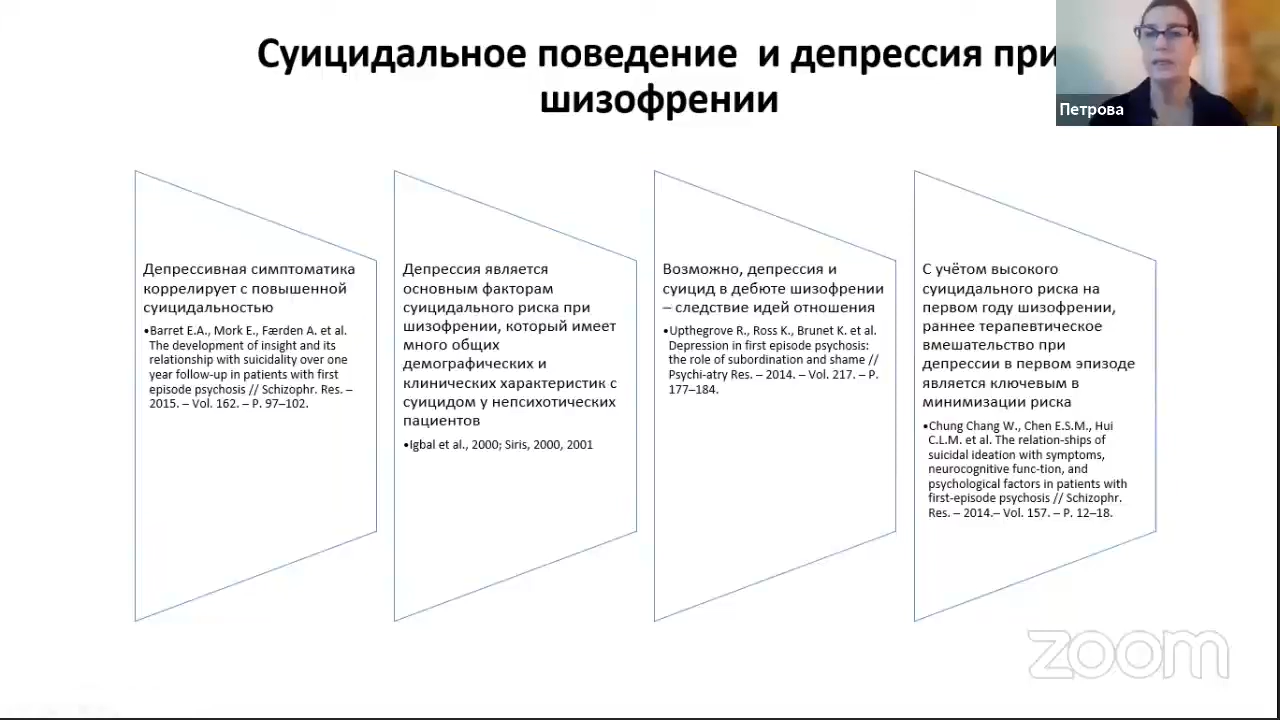 Суицидальное поведение и депрессия при
шизофрении
Петрова
Депрессивная симптоматика
коррелирует с повышенной
суицидальностью
•Barret E.A., Mork E., Færden A. et al.
The development of insight and its
relationship with suicidality over one
year follow-up in patients with first
episode psychosis // Schizophr. Res. –
2015. – Vol. 162. – P. 97–102.
Депрессия является
основным факторам
суицидального риска при
шизофрении, который имеет
много общих
демографических и
клинических характеристик с
суицидом у непсихотических
пациентов
•Igbal et al., 2000; Siris, 2000, 2001
Возможно, депрессия и
суицид в дебюте шизофрении
– следствие идей отношения
•Upthegrove R., Ross K., Brunet K. et al.
Depression in first episode psychosis:
the role of subordination and shame //
Psychi-atry Res. – 2014. – Vol. 217. – P.
177–184.
С учётом высокого
суицидального риска на
первом году шизофрении,
раннее терапевтическое
вмешательство при
депрессии в первом эпизоде
является ключевым в
минимизации риска
•Chung Chang W., Chen E.S.M., Hui
C.L.M. et al. The relation-ships of
suicidal ideation with symptoms,
neurocognitive func-tion, and
psychological factors in patients with
first-episode psychosis // Schizophr.
Res. – 2014.– Vol. 157. – P. 12–18.
zoom